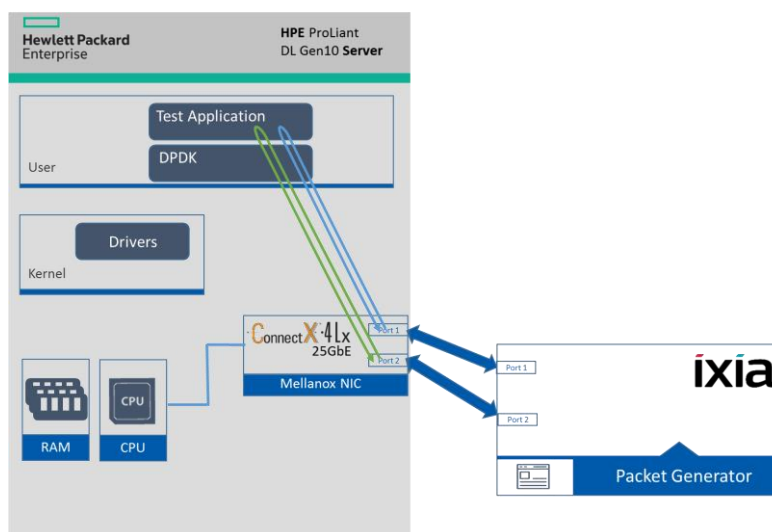 Hewlett Packard
Enterprise
HPE ProLiant
DL Gen10 Server
Test Application
DPDK
User
Drivers
Kernel
ConnectX·4Lx
25GbE
Port 1
Port 2
Mellanox NIC
Port 1
Port 2
ixia
CPU
RAM
CPU
Packet Generator